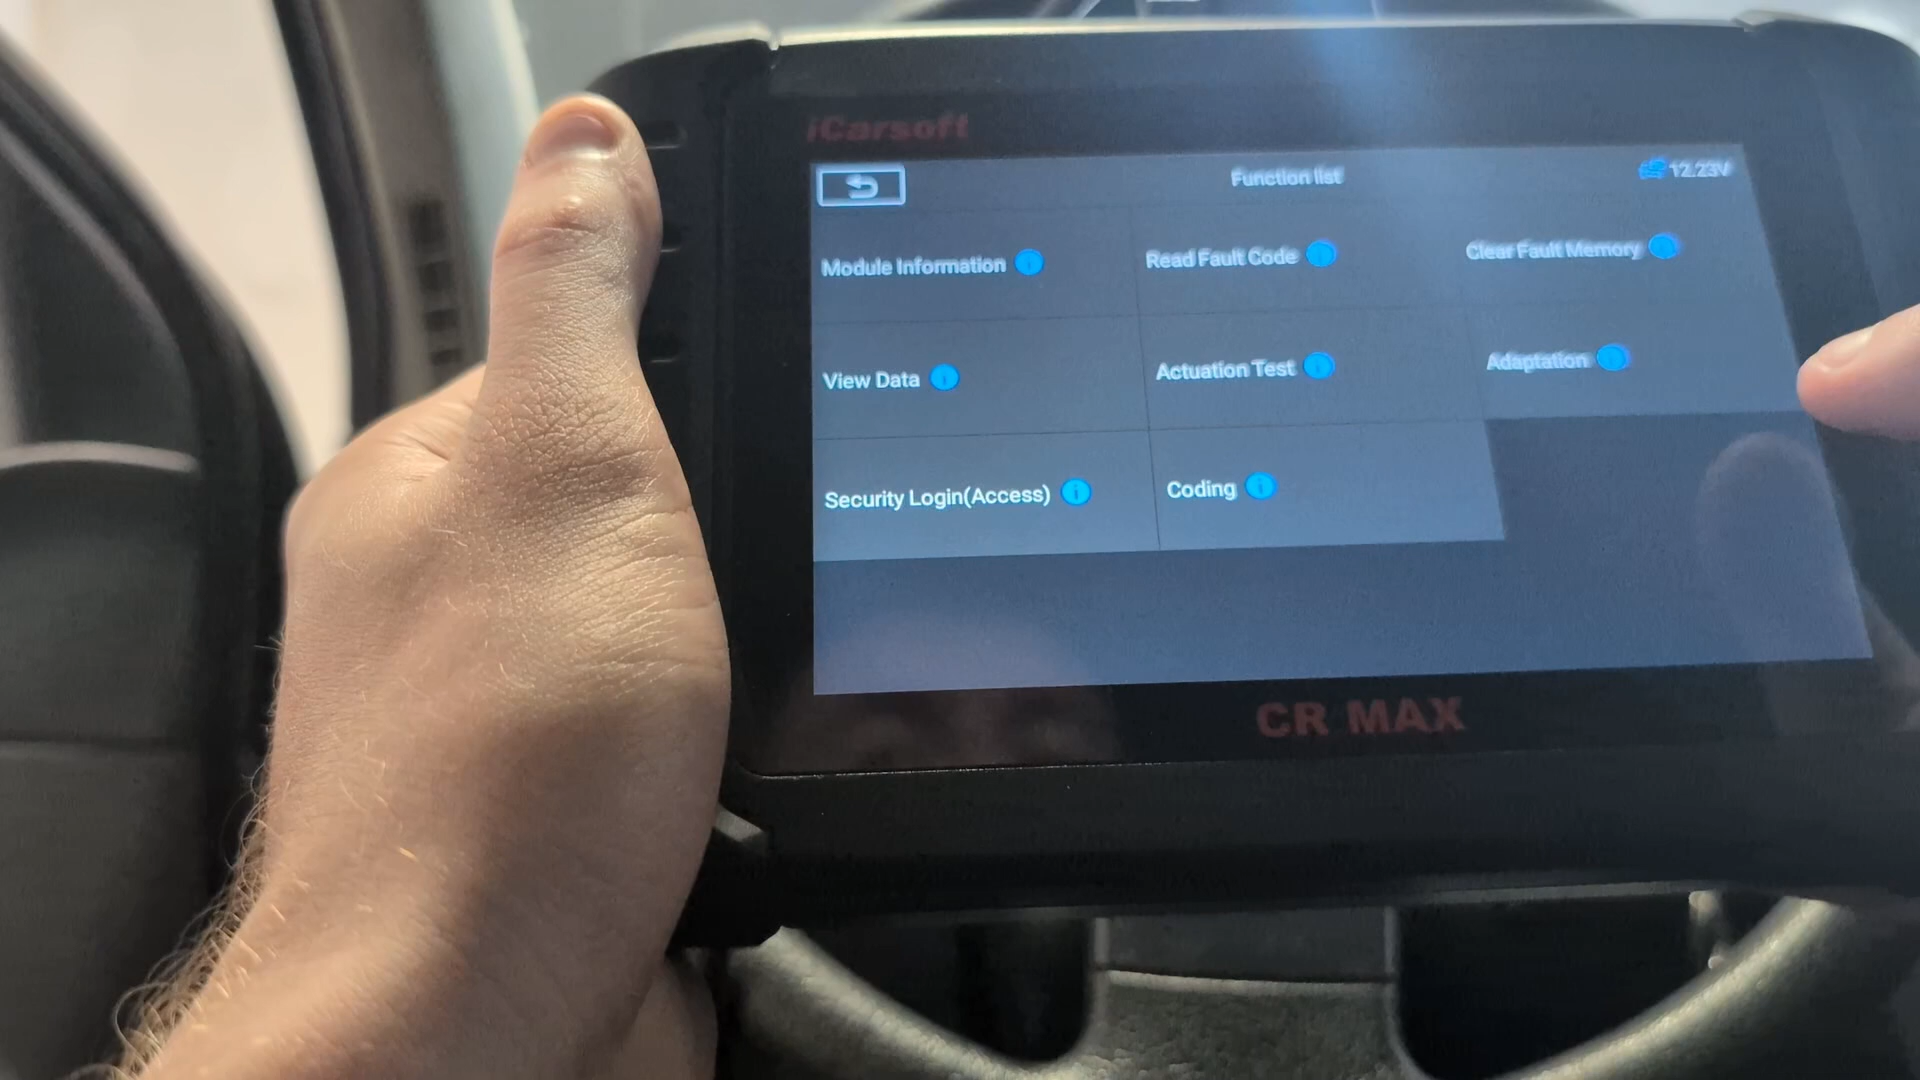 iCarsoft
Function list
12.23V
Module Information
Read Fault Code
Clear Fault Memory
View Data
Actuation Test
Adaptation
Security Login(Access)
Coding
CR MAX